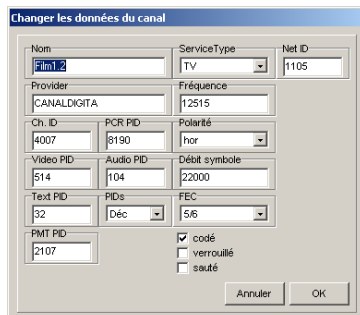 Changer les données du canal
Nom ServiceType Net ID
Film1.2 TV 1105
Provider Fréquence
CANALDIGITA 12515
Ch. ID PCR PID Polarité
4007 8190 hor
Video PID Audio PID Débit symbole
514 104 22000
Text PID PIDs FEC
32 Déc 5/6
PMT PID
2107
codé
verrouillé
sauté
Annuler OK